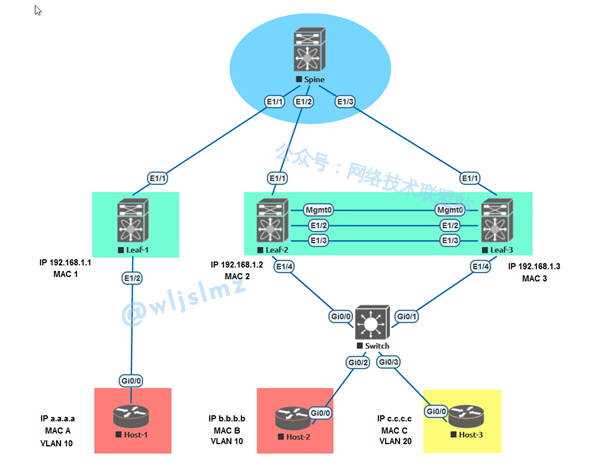 Spine
E1/1
E1/2
E1/3
公众号：网络技术联盟站
E1/1
E1/1
E1/1
Mgmt0
Mgmt0
E1/2
E1/2
E1/3
E1/3
Leaf-1
Leaf-2
Leaf-3
IP 192.168.1.1
MAC 1
IP 192.168.1.2
MAC 2
IP 192.168.1.3
MAC 3
E1/2
E1/4
E1/4
@wljslmz
Gi0/0
Gi0/1
Switch
Gi0/2
Gi0/3
Gi0/0
IP a.a.a.a
MAC A
VLAN 10
Host-1
IP b.b.b.b
MAC B
VLAN 10
Gi0/0
Host-2
IP c.c.c.c
MAC C
VLAN 20
Gi0/0
Host-3